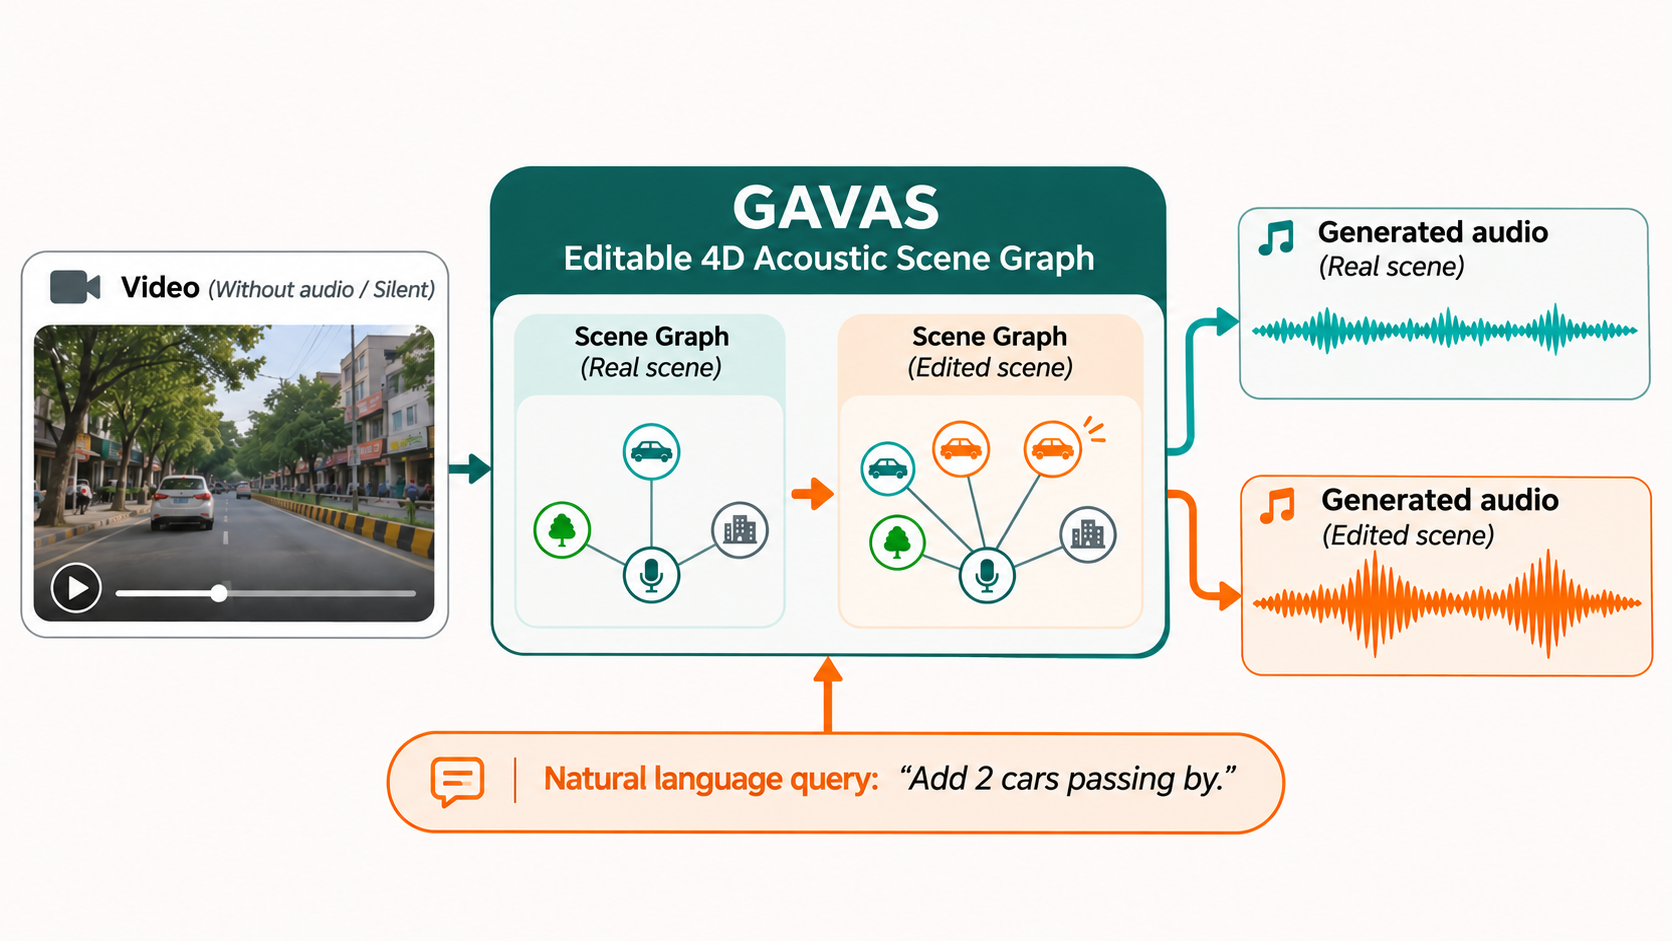 GAVAS
Editable 4D Acoustic Scene Graph
Video (Without audio / Silent)
Scene Graph
(Real scene)
Scene Graph
(Edited scene)
Generated audio
(Real scene)
Generated audio
(Edited scene)
Natural language query: “Add 2 cars passing by.”